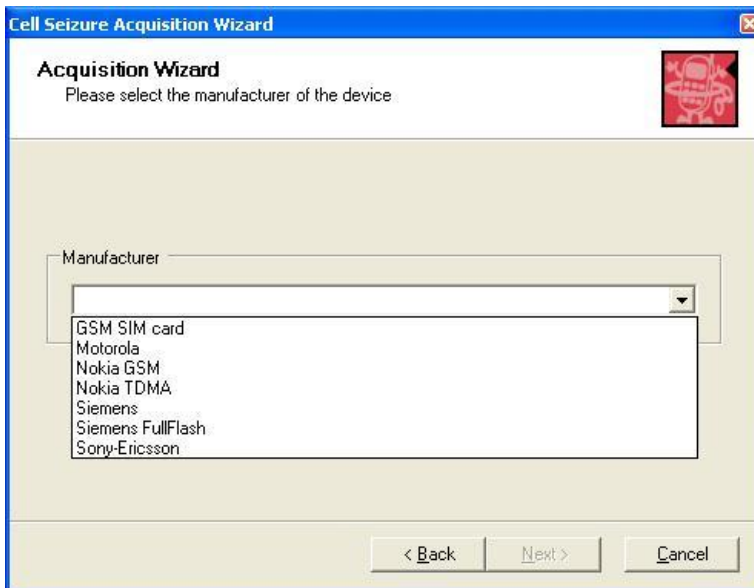 Cell Seizure Acquisition Wizard
Acquisition Wizard
Please select the manufacturer of the device
Manufacturer
GSM SIM card
Motorola
Nokia GSM
Nokia TDMA
Siemens
Siemens FullFlash
Sony-Ericsson
< Back Next > Cancel